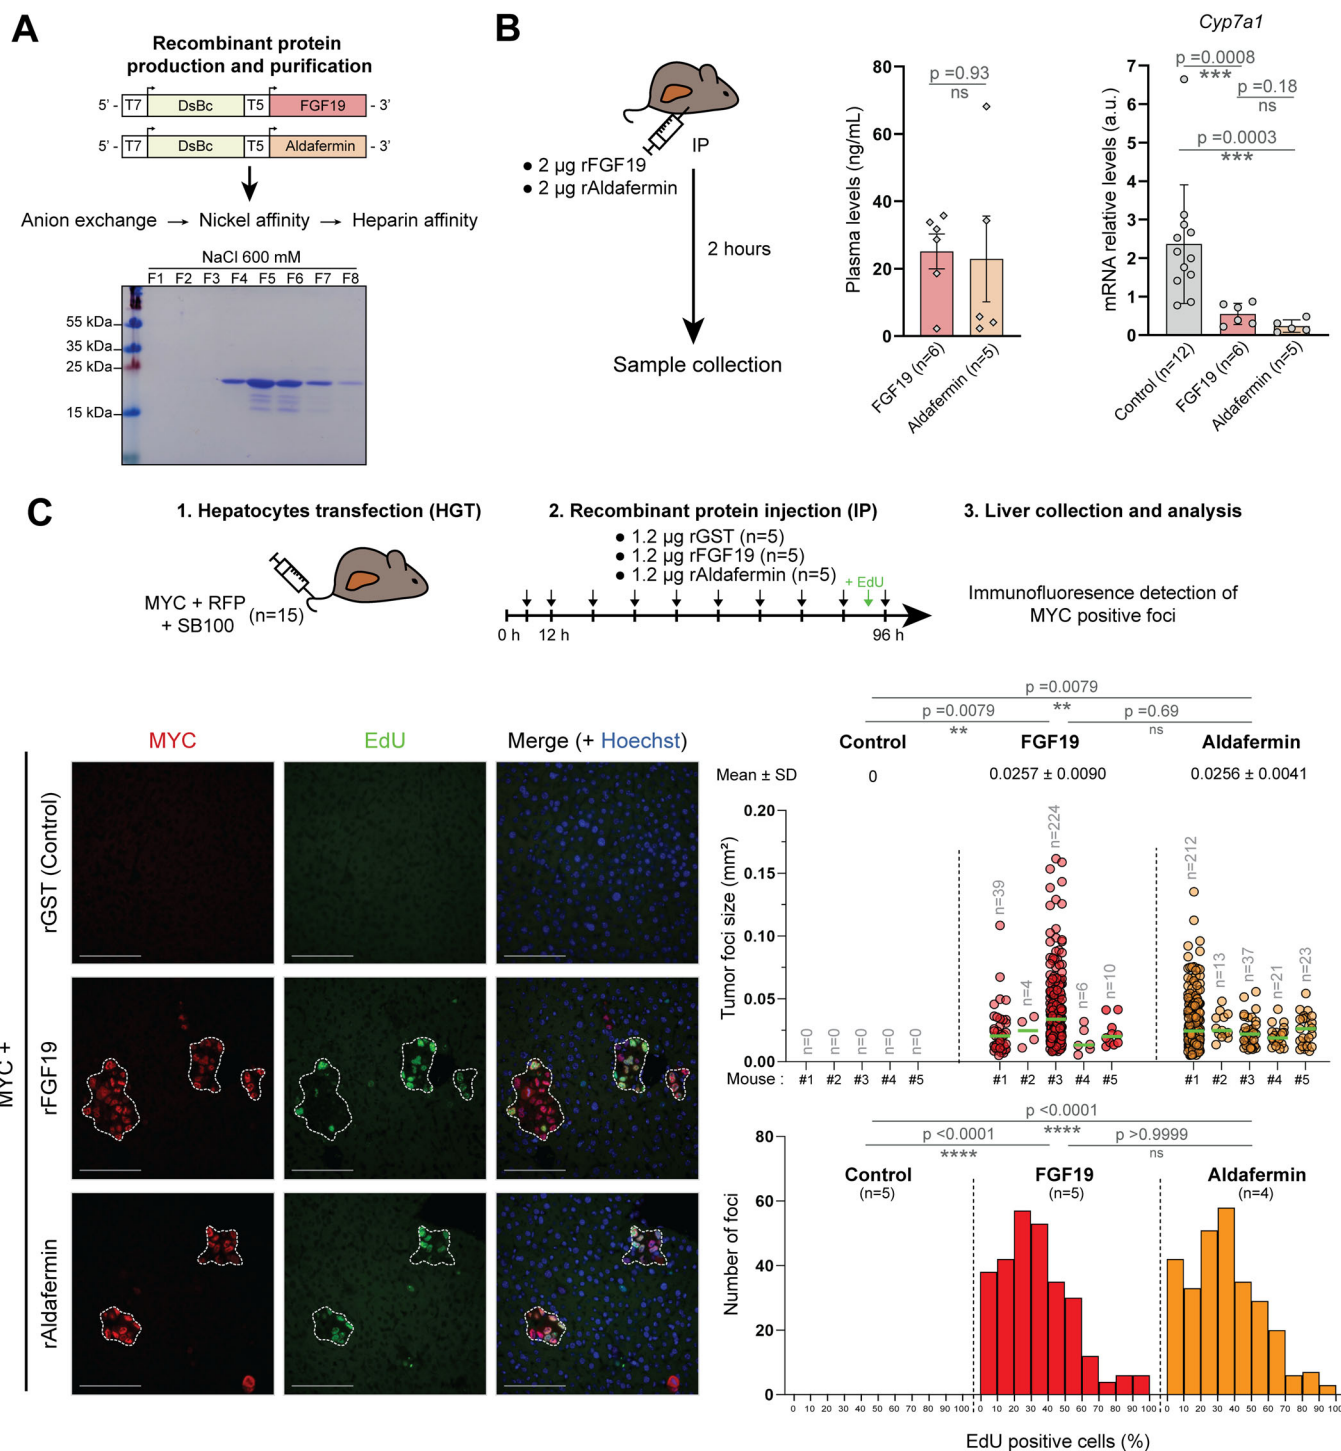 A
Recombinant protein
production and purification
5' - T7 DsBc T5 FGF19 - 3'
5' - T7 DsBc T5 Aldafermin - 3'
Anion exchange → Nickel affinity → Heparin affinity
NaCl 600 mM
F1 F2 F3 F4 F5 F6 F7 F8
55 kDa
35 kDa
25 kDa
15 kDa
B
● 2 µg rFGF19
● 2 µg rAldafermin
IP
2 hours
Sample collection
Plasma levels (ng/mL)
80
60
40
20
0
p =0.93
ns
FGF19 (n=6)
Aldafermin (n=5)
Cyp7a1
mRNA relative levels (a.u.)
7
6
5
4
3
2
1
0
p =0.0008
***
p =0.18
ns
p =0.0003
***
Control (n=12)
FGF19 (n=6)
Aldafermin (n=5)
C
1. Hepatocytes transfection (HGT)
MYC + RFP
+ SB100
(n=15)
2. Recombinant protein injection (IP)
● 1.2 µg rGST (n=5)
● 1.2 µg rFGF19 (n=5)
● 1.2 µg rAldafermin (n=5)
+ EdU
0 h 12 h 96 h
3. Liver collection and analysis
Immunofluoresence detection of
MYC positive foci
MYC EdU Merge (+ Hoechst)
MYC +
rGST (Control)
rFGF19
rAldafermin
p =0.0079
**
p =0.0079
**
p =0.69
ns
Control FGF19 Aldafermin
Mean ± SD 0 0.0257 ± 0.0090 0.0256 ± 0.0041
Tumor foci size (mm²)
0.20
0.15
0.10
0.05
0.00
n=0 n=0 n=0 n=0 n=0
n=39 n=4 n=224 n=6 n=10
n=212 n=13 n=37 n=21 n=23
Mouse : #1 #2 #3 #4 #5 #1 #2 #3 #4 #5 #1 #2 #3 #4 #5
p <0.0001
****
p <0.0001
****
p >0.9999
ns
Control FGF19 Aldafermin
(n=5) (n=5) (n=4)
Number of foci
80
60
40
20
0
0 10 20 30 40 50 60 70 80 90 100 0 10 20 30 40 50 60 70 80 90 100 0 10 20 30 40 50 60 70 80 90 100
EdU positive cells (%)